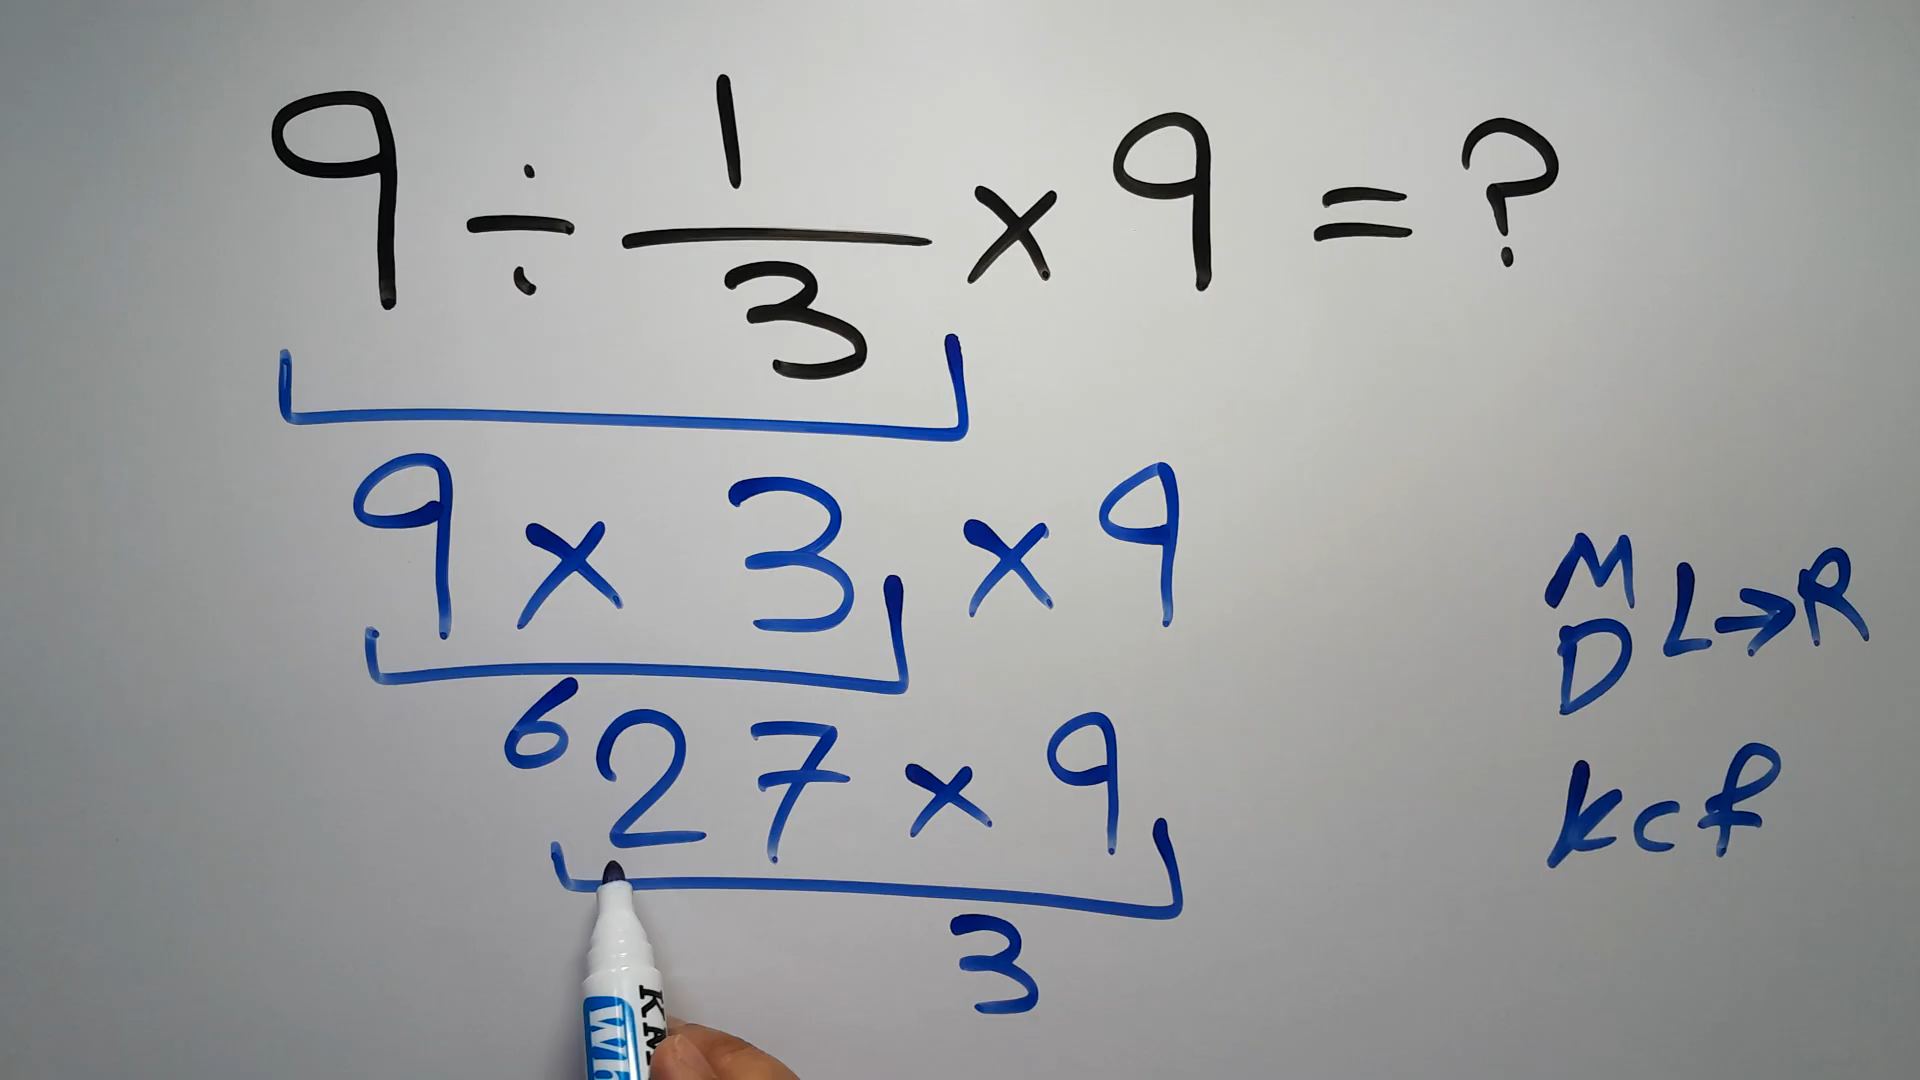 9 ÷ 1/3 × 9 = ?
9 × 3 × 9
6 27 × 9
3
M
D L→R
kcf